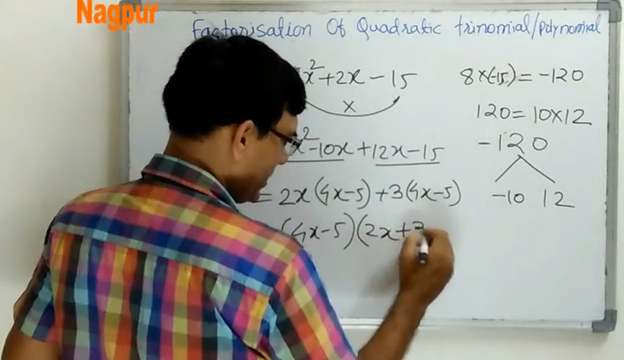 Nagpur
Factorisation Of Quadratic trinomial/polynomial
x²+2x-15
8×(-15)=-120
x
120=10×12
x²-10x+12x-15
-120
=2x(4x-5)+3(4x-5)
-10 12
(4x-5)(2x+3